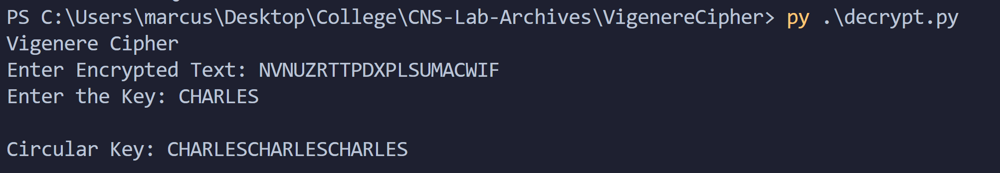 PS C:\Users\marcus\Desktop\College\CNS-Lab-Archives\VigenereCipher> py .\decrypt.py
Vigenere Cipher
Enter Encrypted Text: NVNUZRTTPDXPLSUMACWIF
Enter the Key: CHARLES
Circular Key: CHARLESCHARLESCHARLES